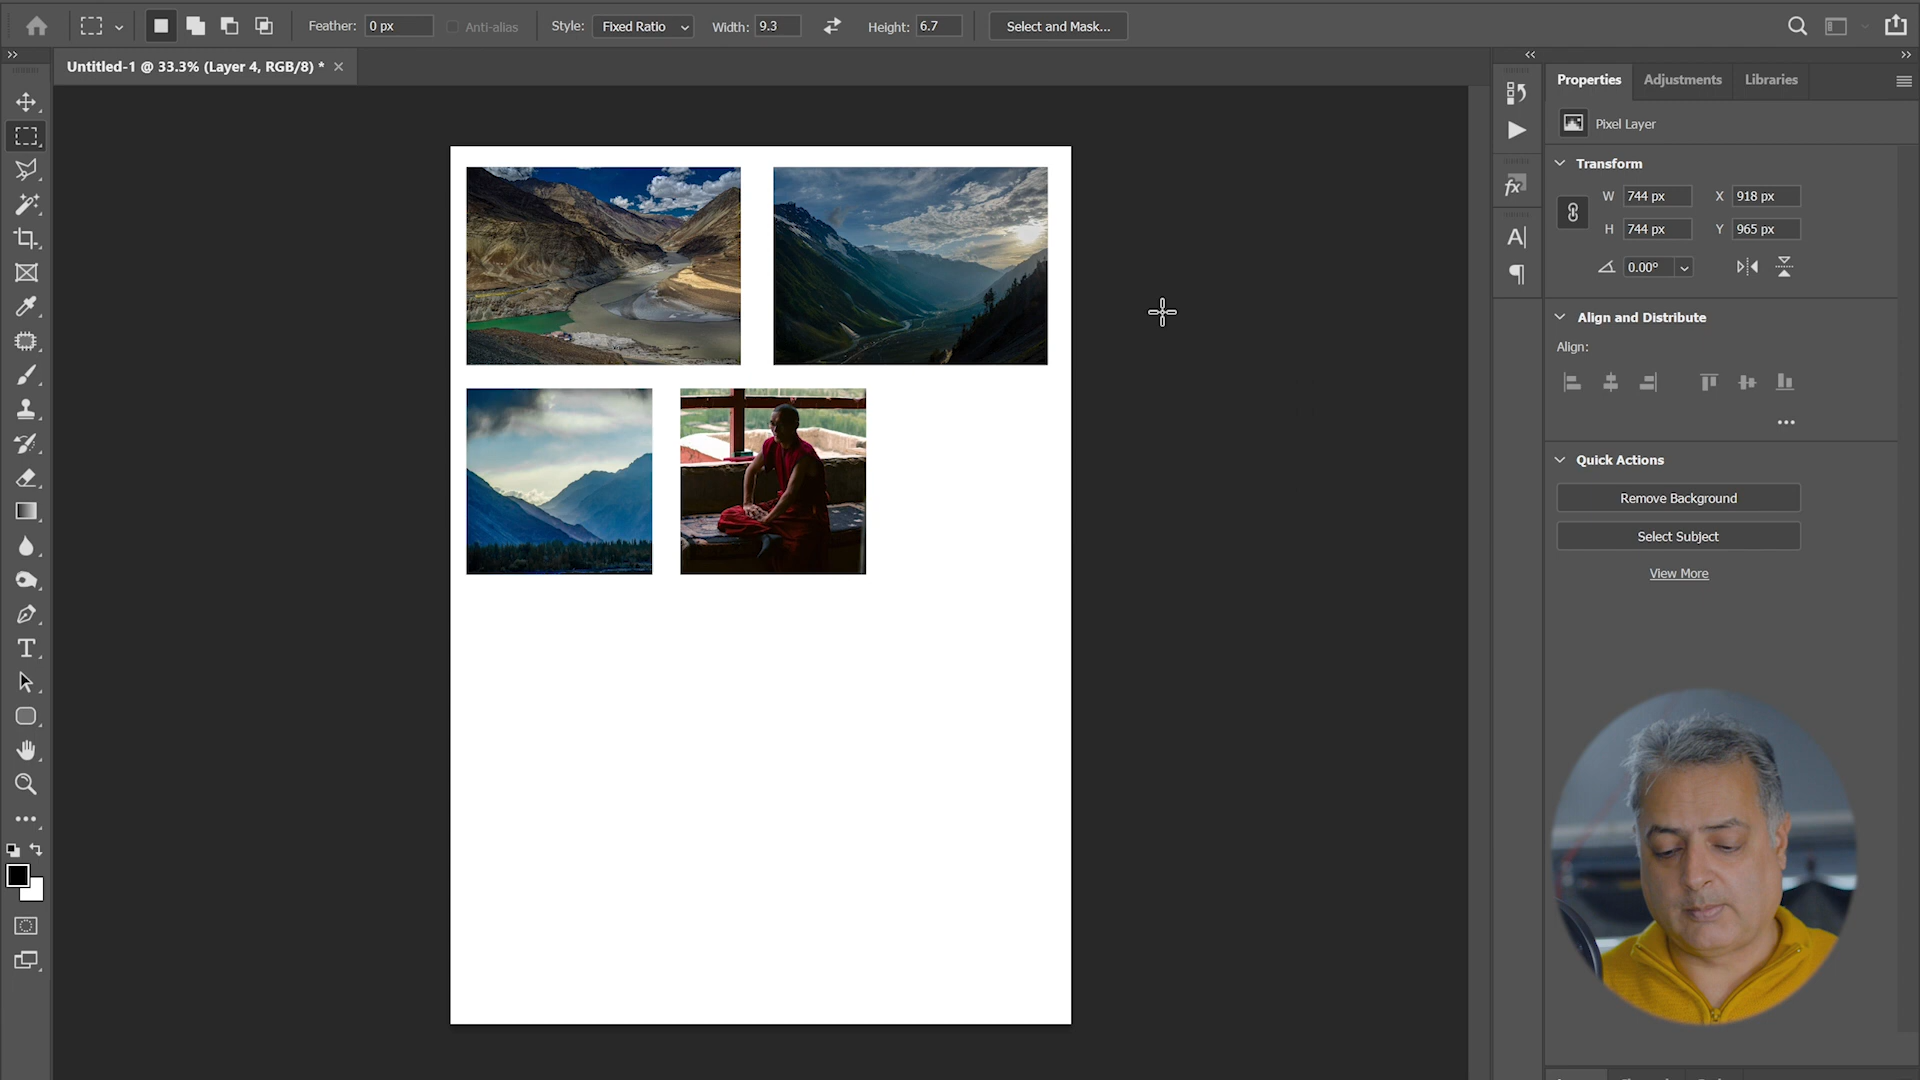 Feather: 0 px Anti-alias Style: Fixed Ratio Width: 9.3 Height: 6.7 Select and Mask...
Untitled-1 @ 33.3% (Layer 4, RGB/8) *
Properties Adjustments Libraries
Pixel Layer
Transform
W 744 px X 918 px
H 744 px Y 965 px
0.00°
Align and Distribute
Align:
Quick Actions
Remove Background
Select Subject
View More